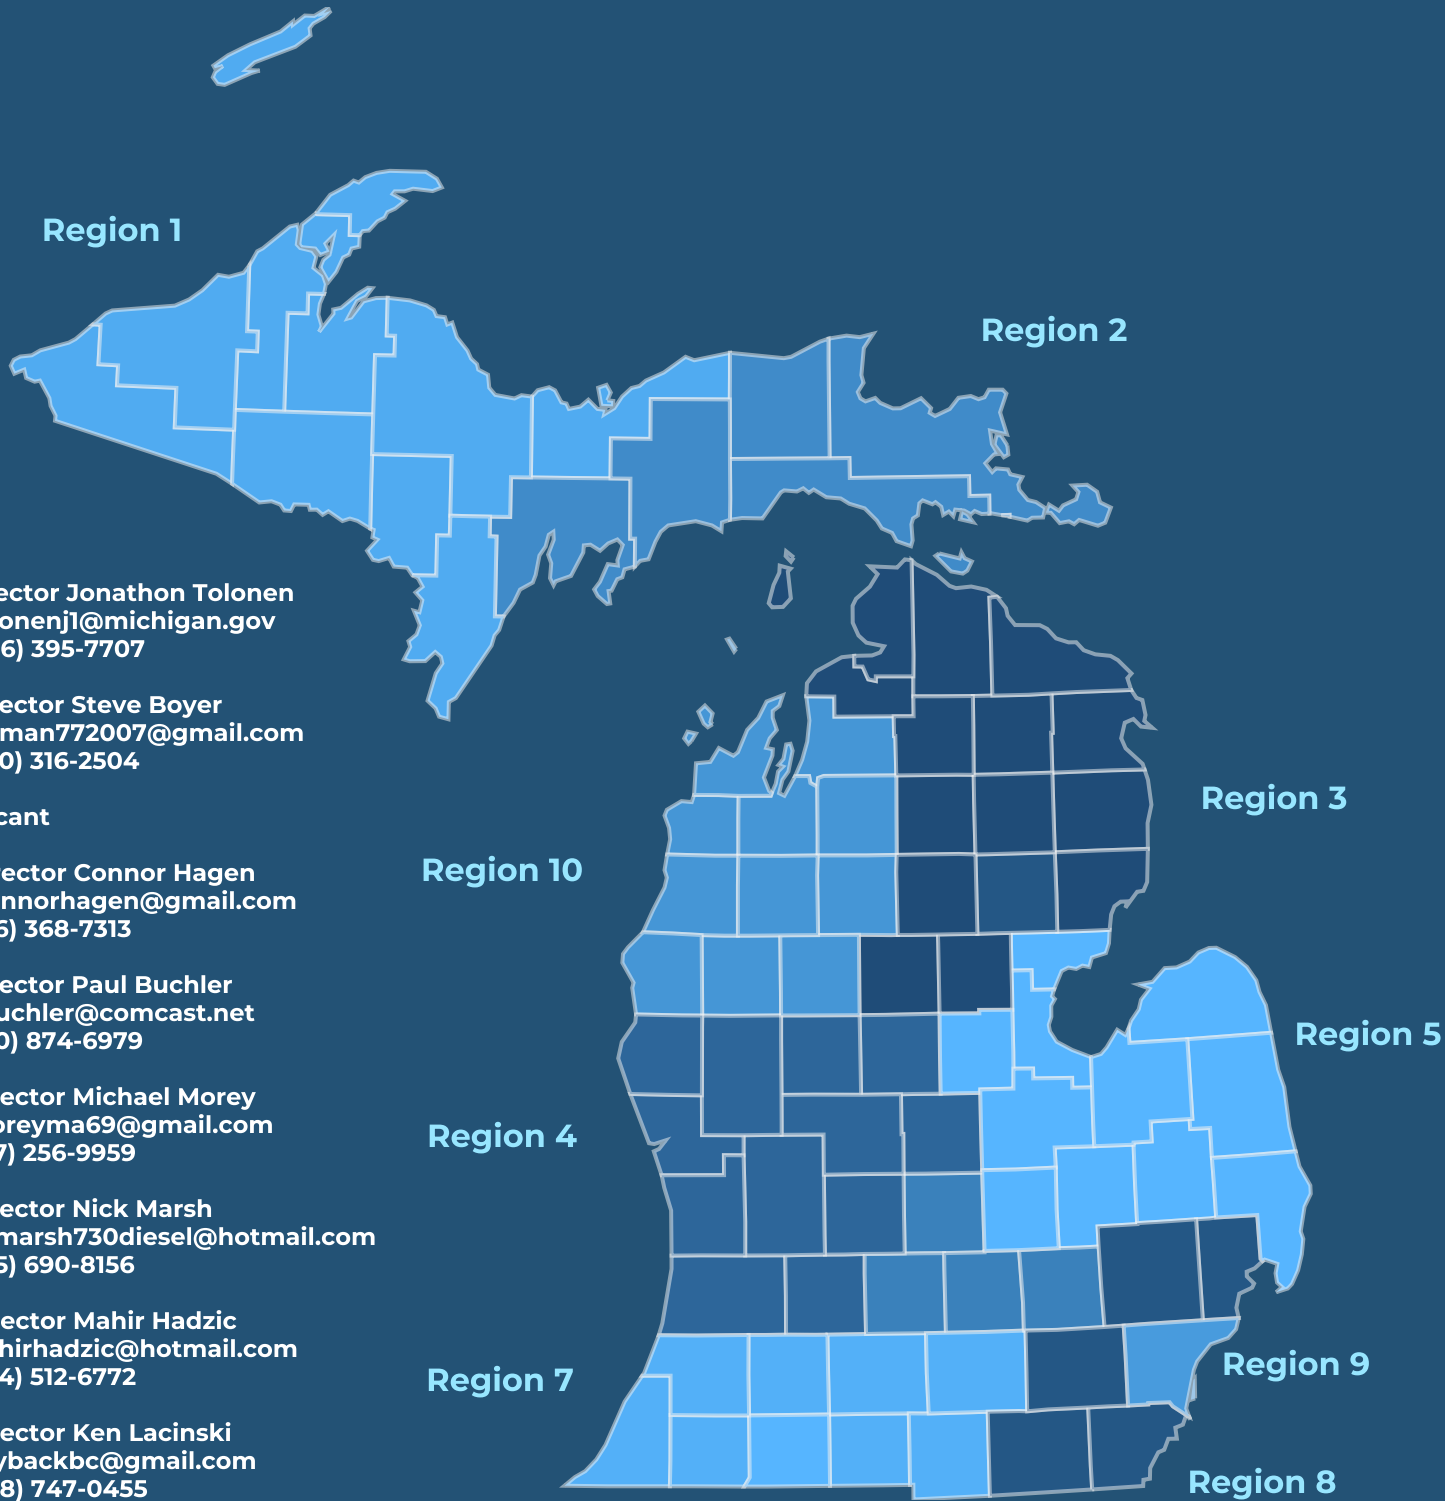 Region 1
Region 2
ector Jonathon Tolonen
onenj1@michigan.gov
6) 395-7707
ector Steve Boyer
man772007@gmail.com
0) 316-2504
Region 3
cant
Region 10
ector Connor Hagen
nnorhagen@gmail.com
6) 368-7313
ector Paul Buchler
uchler@comcast.net
0) 874-6979
Region 5
ector Michael Morey
oreyma69@gmail.com
7) 256-9959
Region 4
ector Nick Marsh
marsh730diesel@hotmail.com
5) 690-8156
ector Mahir Hadzic
hirhadzic@hotmail.com
4) 512-6772
Region 9
Region 7
ector Ken Lacinski
ybackbc@gmail.com
8) 747-0455
Region 8